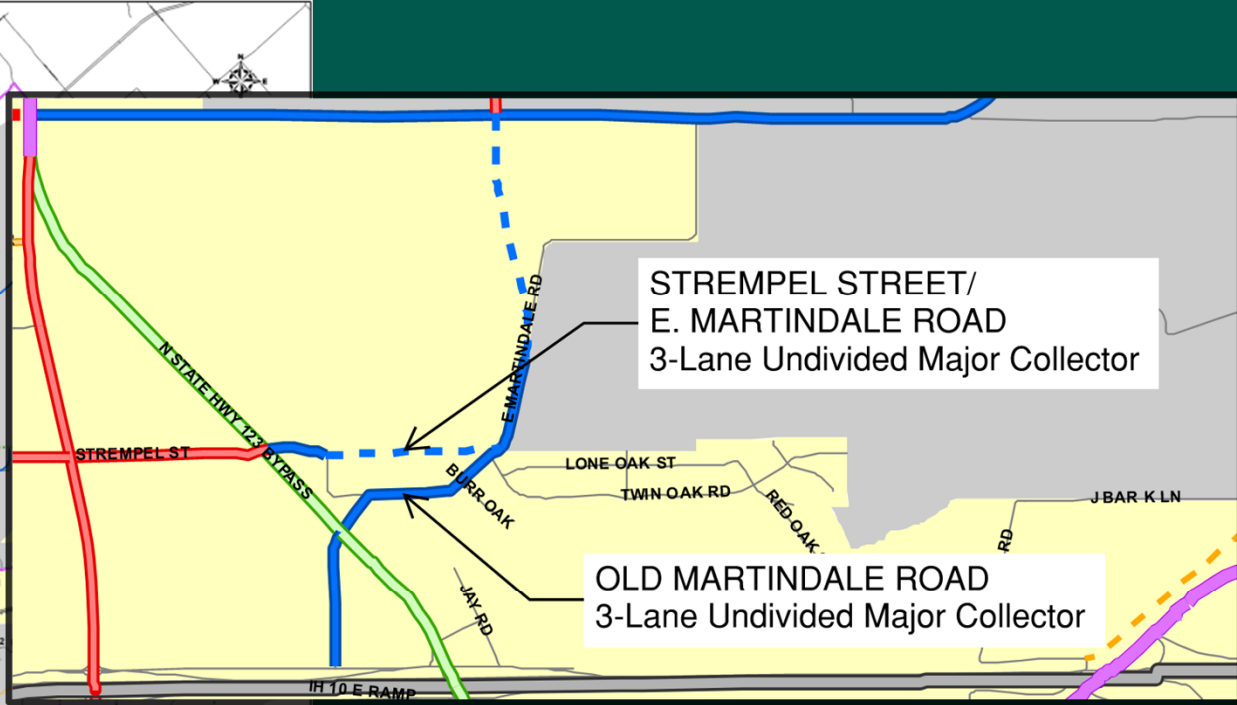 N
W E
S
STREMPEL STREET/
E. MARTINDALE ROAD
3-Lane Undivided Major Collector
E MARTINDALE RD
N STATE HWY 123 BYPASS
STREMPEL ST
LONE OAK ST
BURR OAK
TWIN OAK RD
RED OAK
J BAR K LN
RD
OLD MARTINDALE ROAD
3-Lane Undivided Major Collector
JAY RD
IH 10 E RAMP